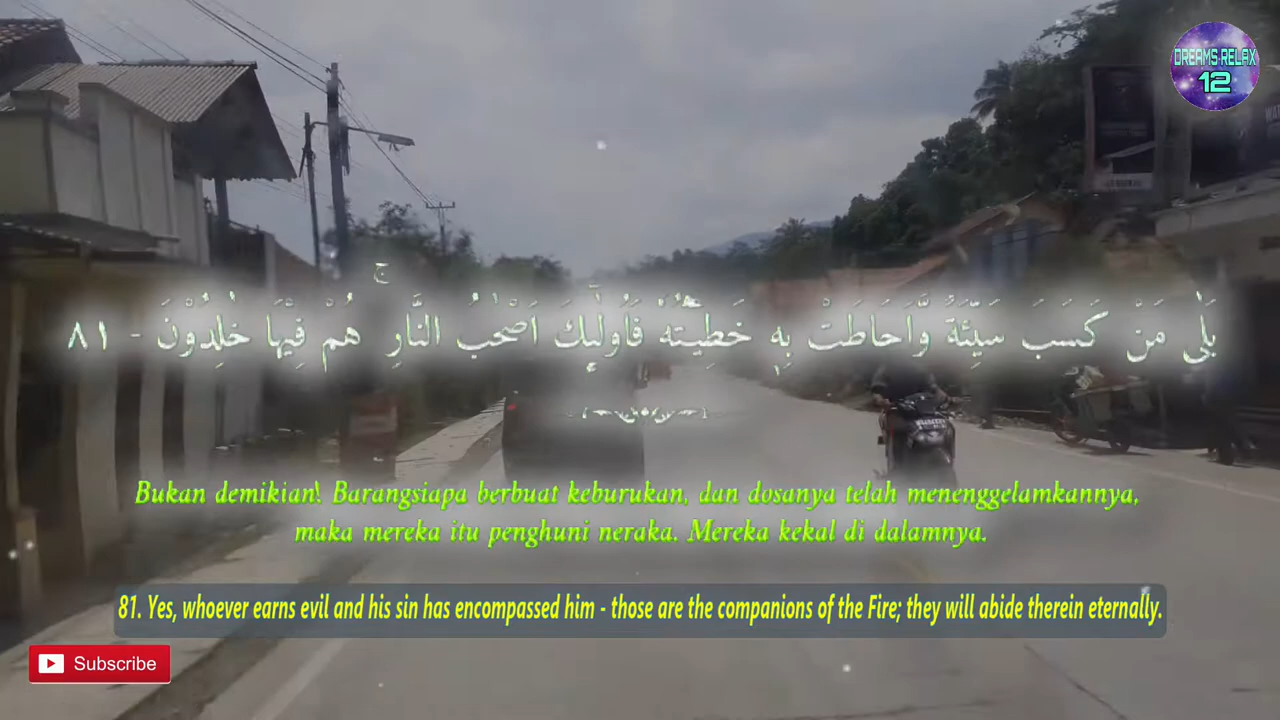 DREAMS RELAX
12
بَلٰى مَنْ كَسَبَ سَيِّئَةً وَّاَحَاطَتْ بِهٖ خَطِيْۤـَٔتُهٗ فَاُولٰۤىِٕكَ اَصْحٰبُ النَّارِ ۚ هُمْ فِيْهَا خٰلِدُوْنَ - ٨١
Bukan demikian! Barangsiapa berbuat keburukan, dan dosanya telah menenggelamkannya,
maka mereka itu penghuni neraka. Mereka kekal di dalamnya.
81. Yes, whoever earns evil and his sin has encompassed him - those are the companions of the Fire; they will abide therein eternally.
Subscribe